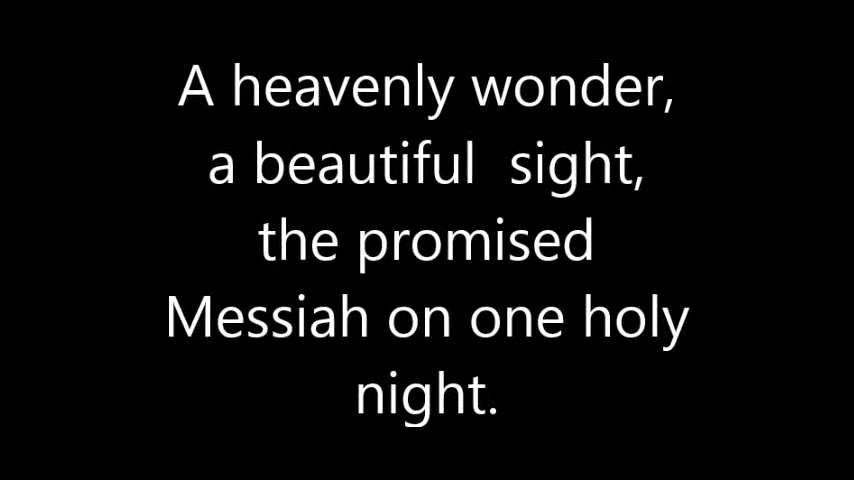 A heavenly wonder,
a beautiful  sight,
the promised
Messiah on one holy
night.